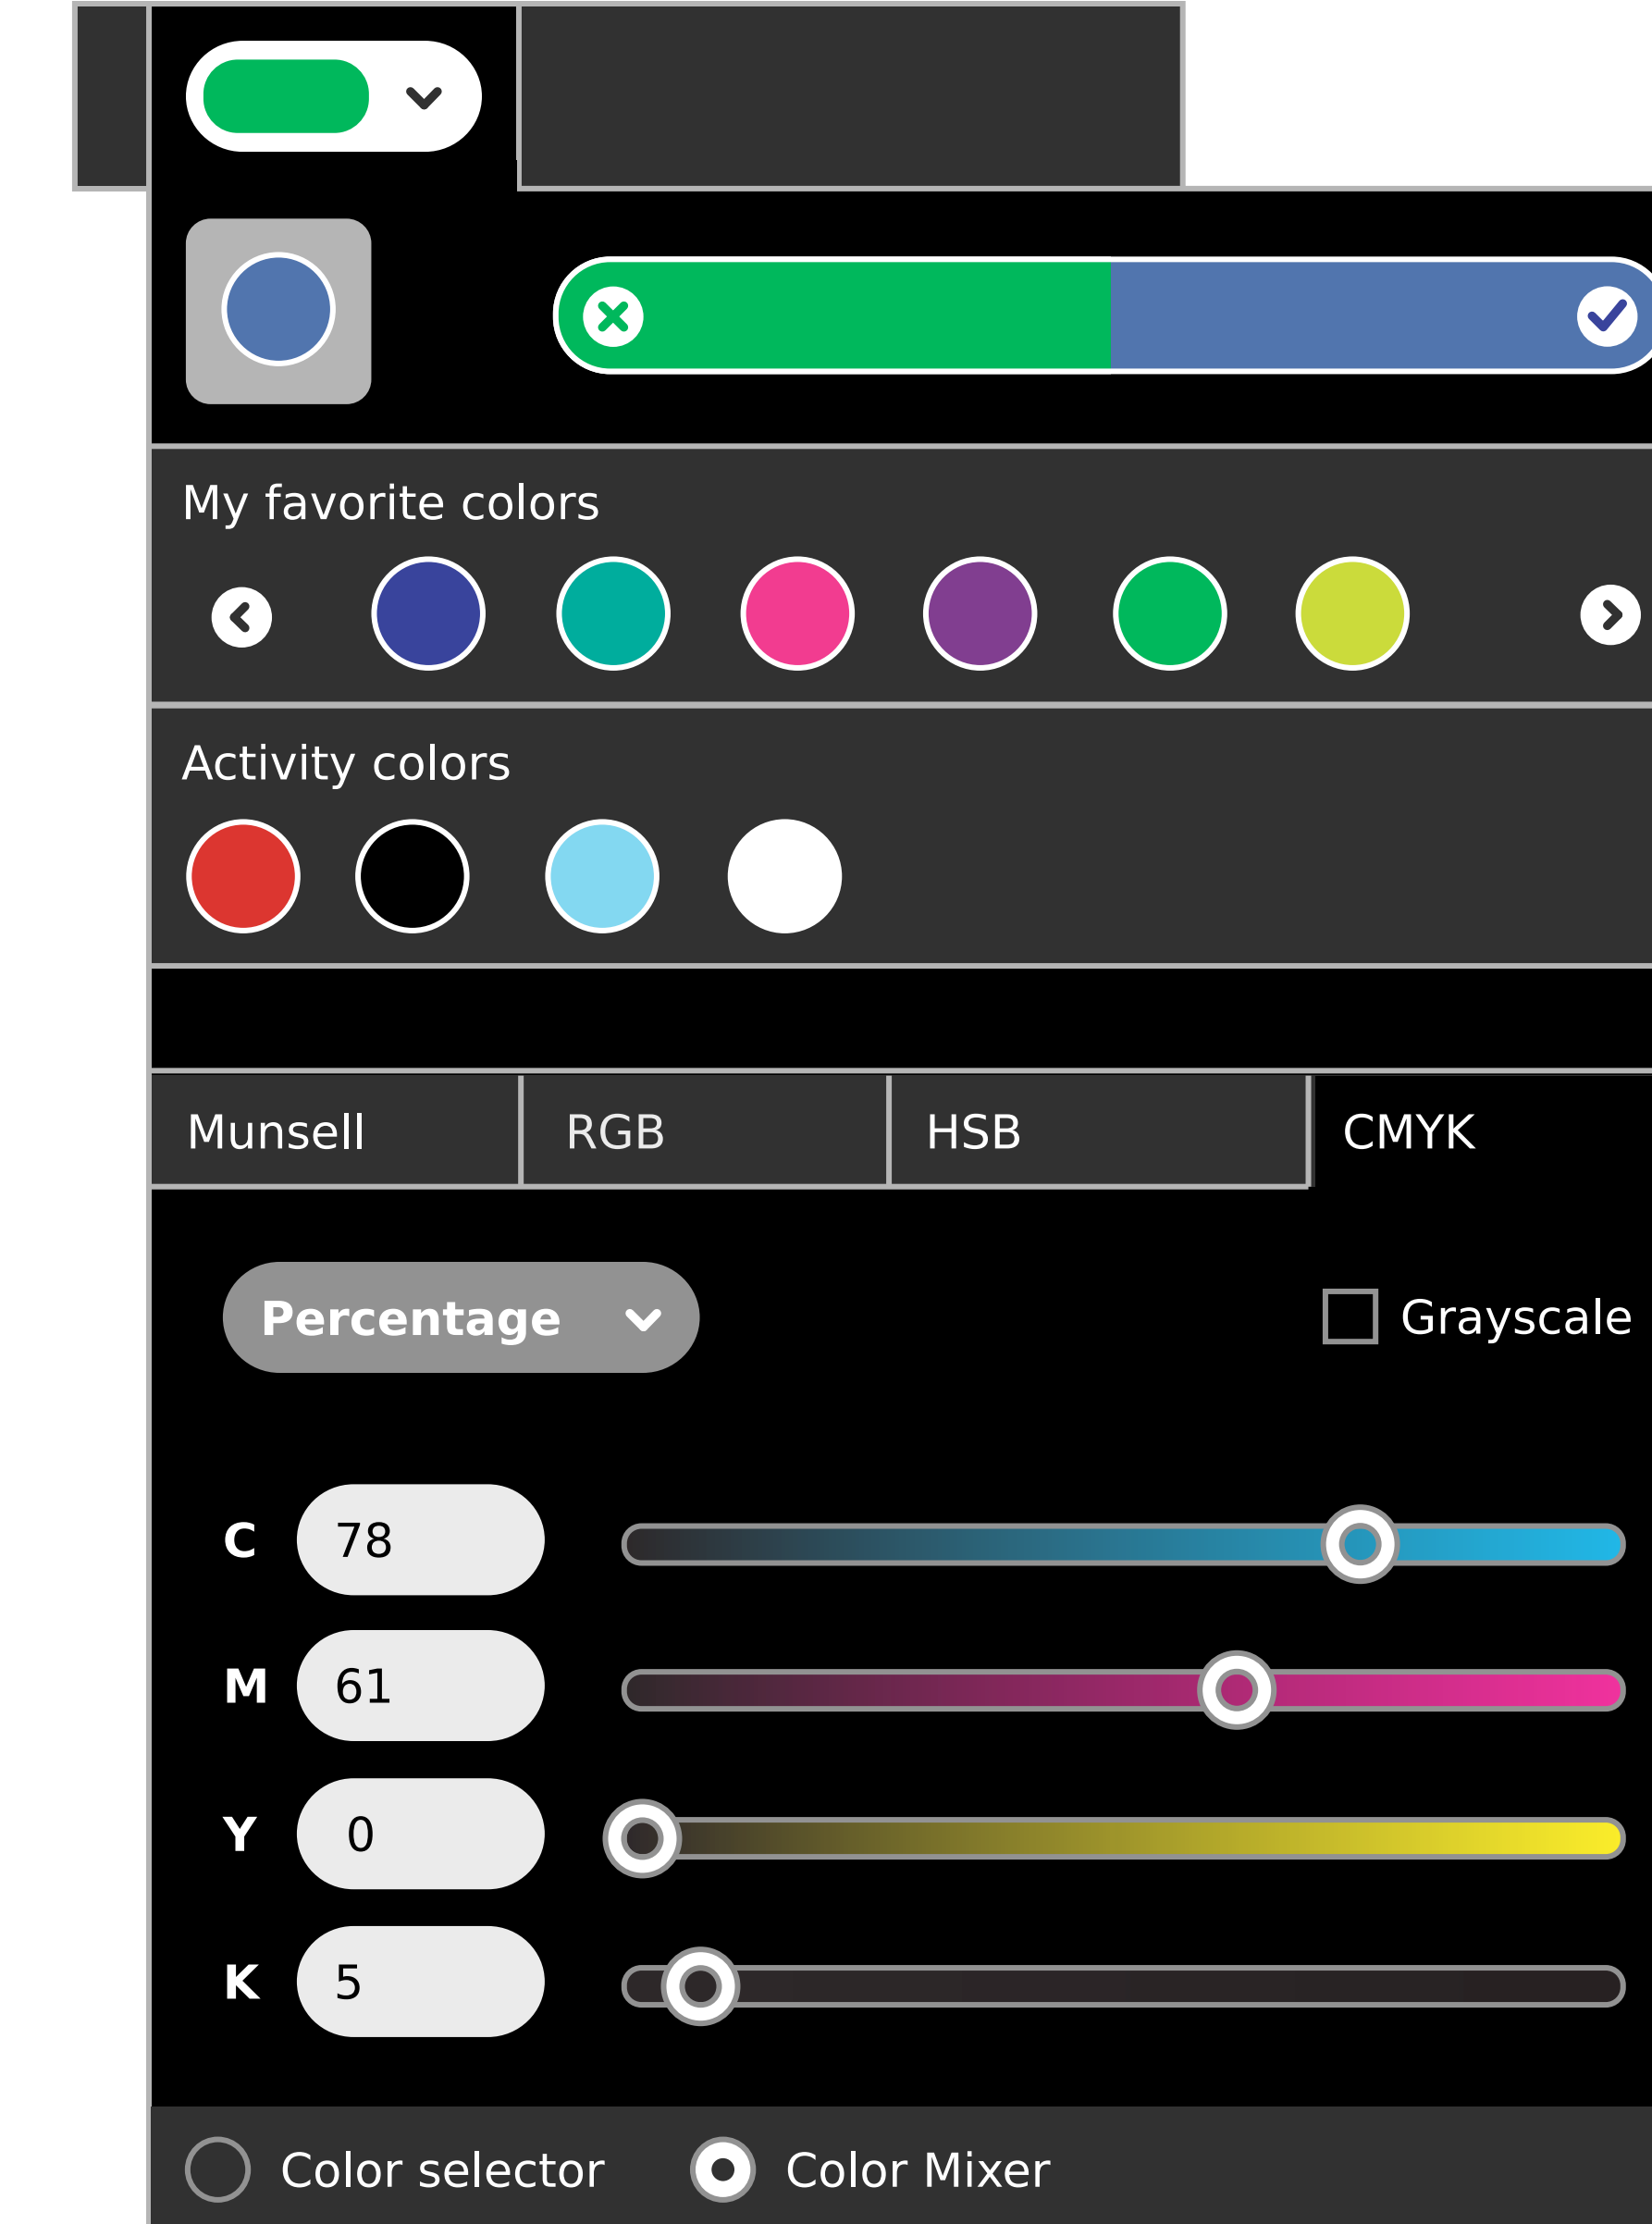 My favorite colors
Activity colors
Munsell RGB HSB CMYK
Percentage Grayscale
C 78
M 61
Y 0
K 5
Color selector Color Mixer